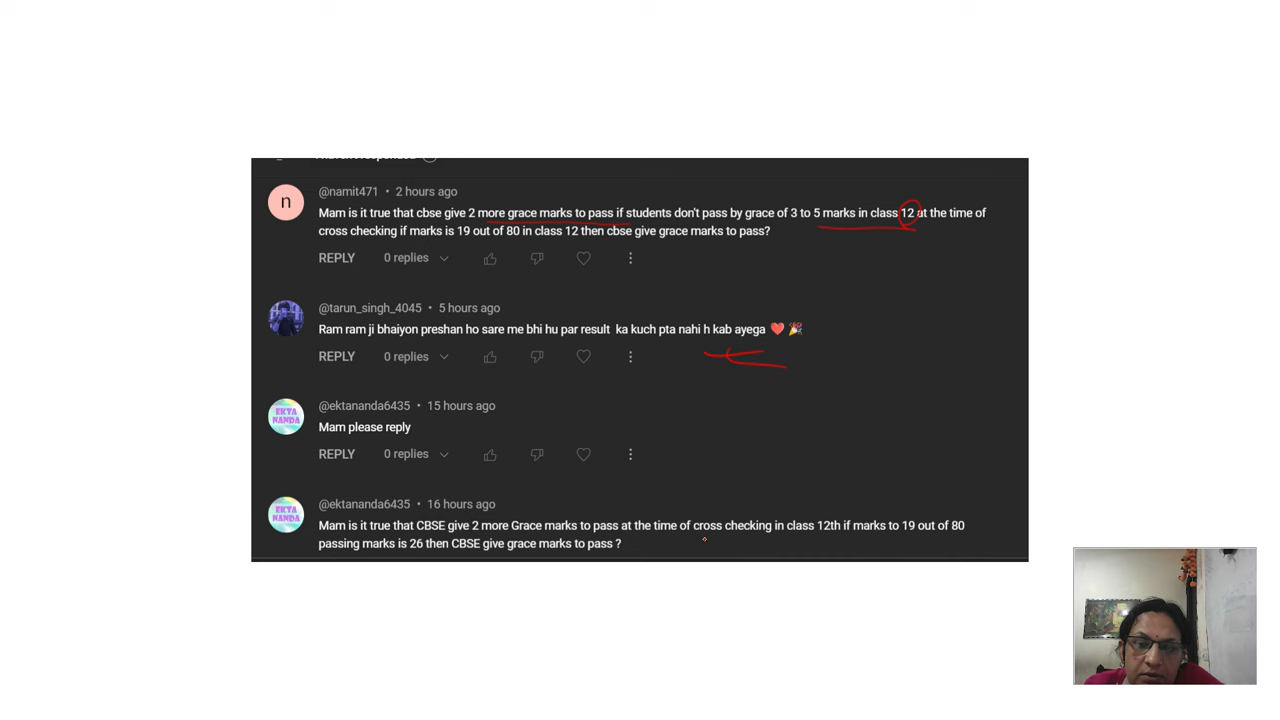 n
@namit471 • 2 hours ago
Mam is it true that cbse give 2 more grace marks to pass if students don't pass by grace of 3 to 5 marks in class 12 at the time of
cross checking if marks is 19 out of 80 in class 12 then cbse give grace marks to pass?
REPLY 0 replies
@tarun_singh_4045 • 5 hours ago
Ram ram ji bhaiyon preshan ho sare me bhi hu par result ka kuch pta nahi h kab ayega ❤️ 🎉
REPLY 0 replies
EKTA
NANDA
@ektananda6435 • 15 hours ago
Mam please reply
REPLY 0 replies
EKTA
NANDA
@ektananda6435 • 16 hours ago
Mam is it true that CBSE give 2 more Grace marks to pass at the time of cross checking in class 12th if marks to 19 out of 80
passing marks is 26 then CBSE give grace marks to pass ?